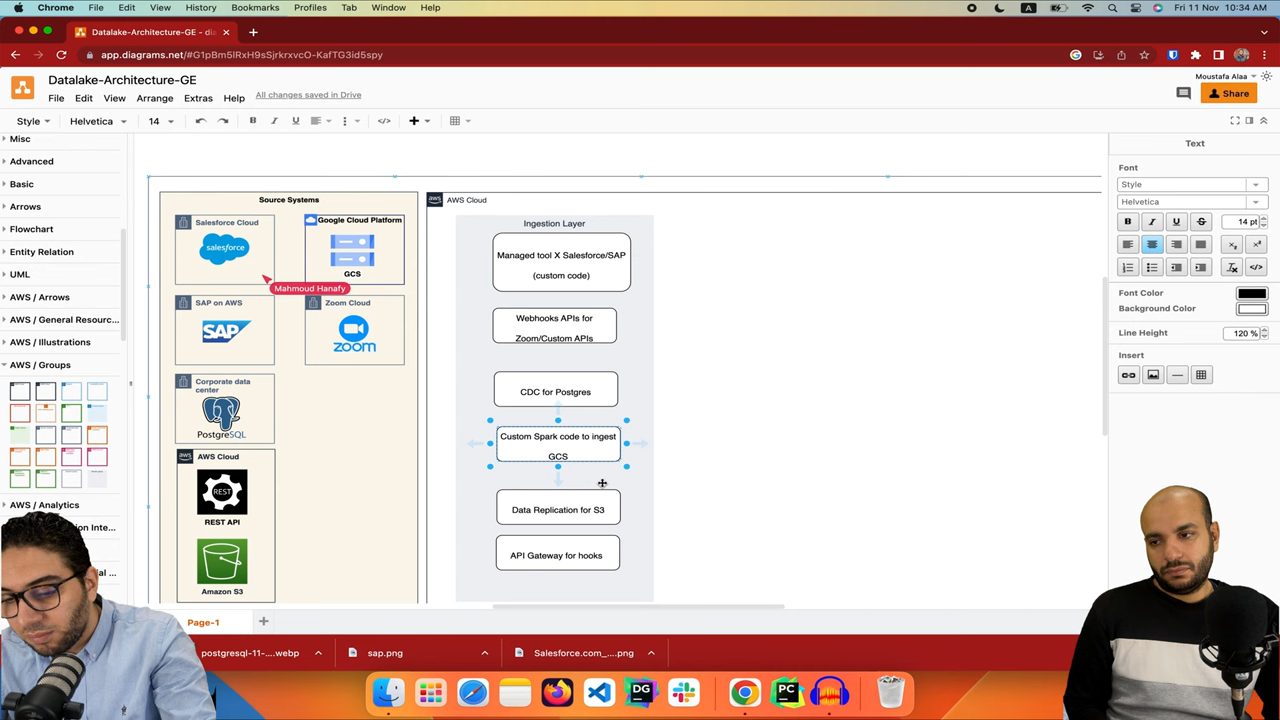 Chrome File Edit View History Bookmarks Profiles Tab Window Help
A
Fri 11 Nov 10:34 AM
Datalake-Architecture-GE - dia
app.diagrams.net/#G1pBm5lRxH9sSjrkrxvcO-KafTG3id5spy
Datalake-Architecture-GE
Moustafa Alaa
File Edit View Arrange Extras Help
All changes saved in Drive
Share
Style Helvetica 14 B I U
Misc
Advanced
Basic
Arrows
Flowchart
Entity Relation
UML
AWS / Arrows
AWS / General Resourc...
AWS / Illustrations
AWS / Groups
AWS / Analytics
ion Inte...
al ...
Source Systems
Salesforce Cloud
salesforce
Google Cloud Platform
GCS
Mahmoud Hanafy
SAP on AWS
SAP
Zoom Cloud
ZOOM
Corporate data
center
PostgreSQL
AWS Cloud
REST
REST API
Amazon S3
aws
AWS Cloud
Ingestion Layer
Managed tool X Salesforce/SAP
(custom code)
Webhooks APIs for
Zoom/Custom APIs
CDC for Postgres
Custom Spark code to ingest
GCS
Data Replication for S3
API Gateway for hooks
Text
Font
Style
Helvetica
B I U S 14 pt
Font Color
Background Color
Line Height 120 %
Insert
Page-1
postgresql-11-....webp
sap.png
Salesforce.com_....png
DG
PC